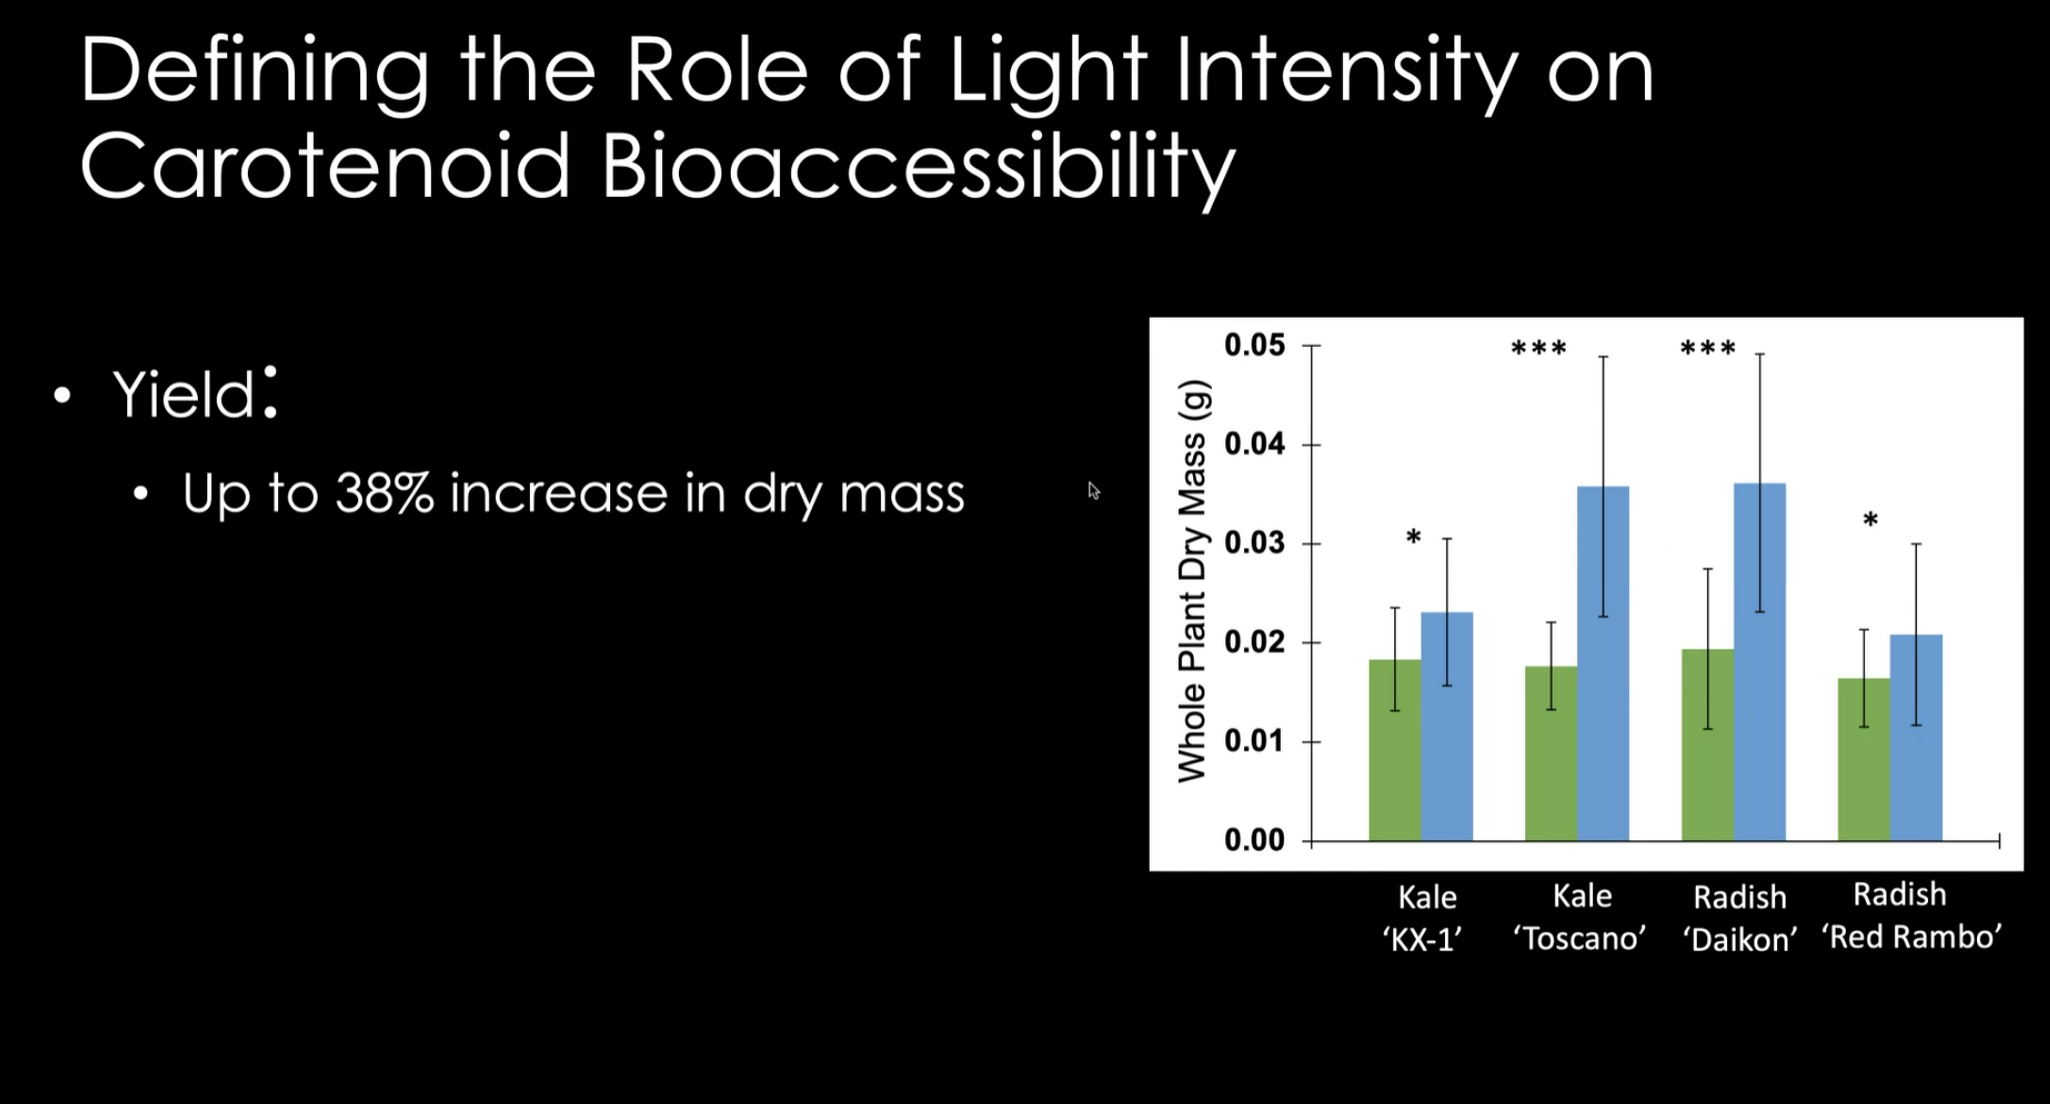 Defining the Role of Light Intensity on
Carotenoid Bioaccessibility
• Yield:
• Up to 38% increase in dry mass
Whole Plant Dry Mass (g)
0.05
0.04
0.03
0.02
0.01
0.00
*
***
***
*
Kale
‘KX-1’
Kale
‘Toscano’
Radish
‘Daikon’
Radish
‘Red Rambo’